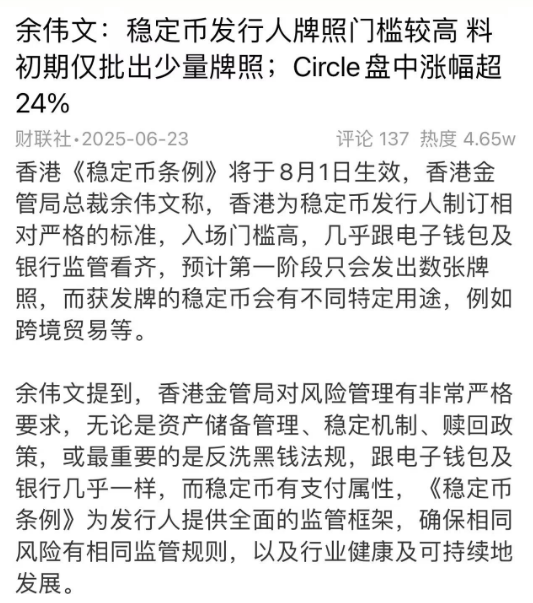 余伟文：稳定币发行人牌照门槛较高 料
初期仅批出少量牌照；Circle盘中涨幅超
24%
财联社·2025-06-23 评论 137 热度 4.65w
香港《稳定币条例》将于8月1日生效，香港金
管局总裁余伟文称，香港为稳定币发行人制订相
对严格的标准，入场门槛高，几乎跟电子钱包及
银行监管看齐，预计第一阶段只会发出数张牌
照，而获发牌的稳定币会有不同特定用途，例如
跨境贸易等。
余伟文提到，香港金管局对风险管理有非常严格
要求，无论是资产储备管理、稳定机制、赎回政
策，或最重要的是反洗黑钱法规，跟电子钱包及
银行几乎一样，而稳定币有支付属性，《稳定币
条例》为发行人提供全面的监管框架，确保相同
风险有相同监管规则，以及行业健康及可持续地
发展。